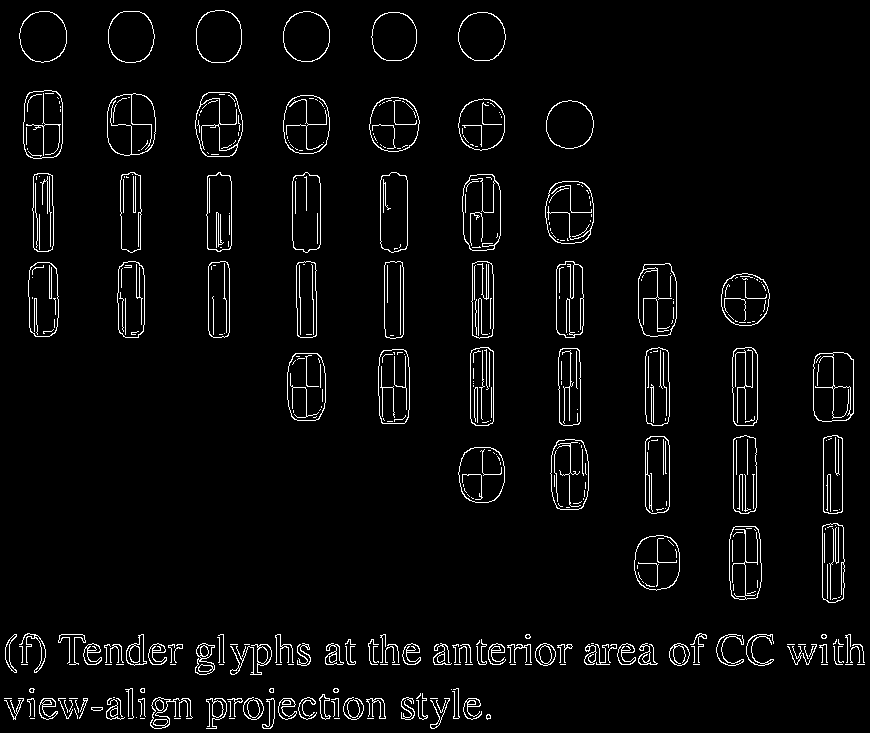 (f) Tender glyphs at the anterior area of CC with
view-align projection style.